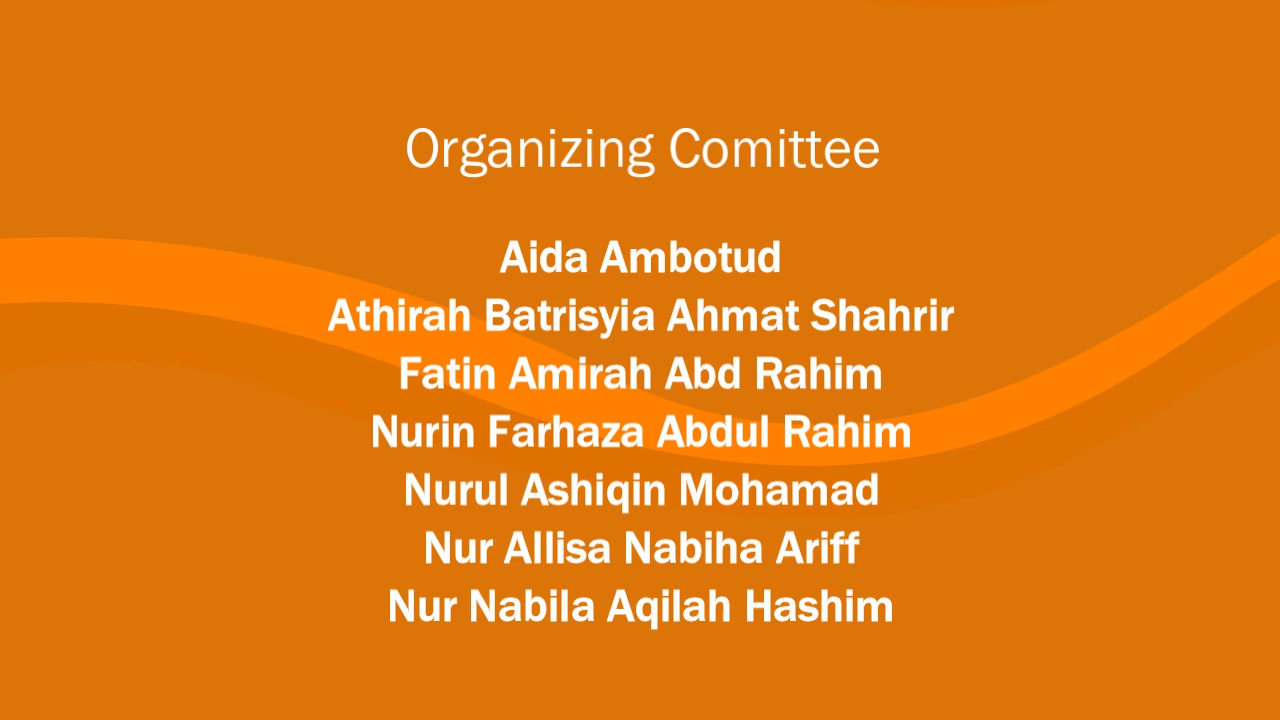 Organizing Comittee
Aida Ambotud
Athirah Batrisyia Ahmat Shahrir
Fatin Amirah Abd Rahim
Nurin Farhaza Abdul Rahim
Nurul Ashiqin Mohamad
Nur Allisa Nabiha Ariff
Nur Nabila Aqilah Hashim